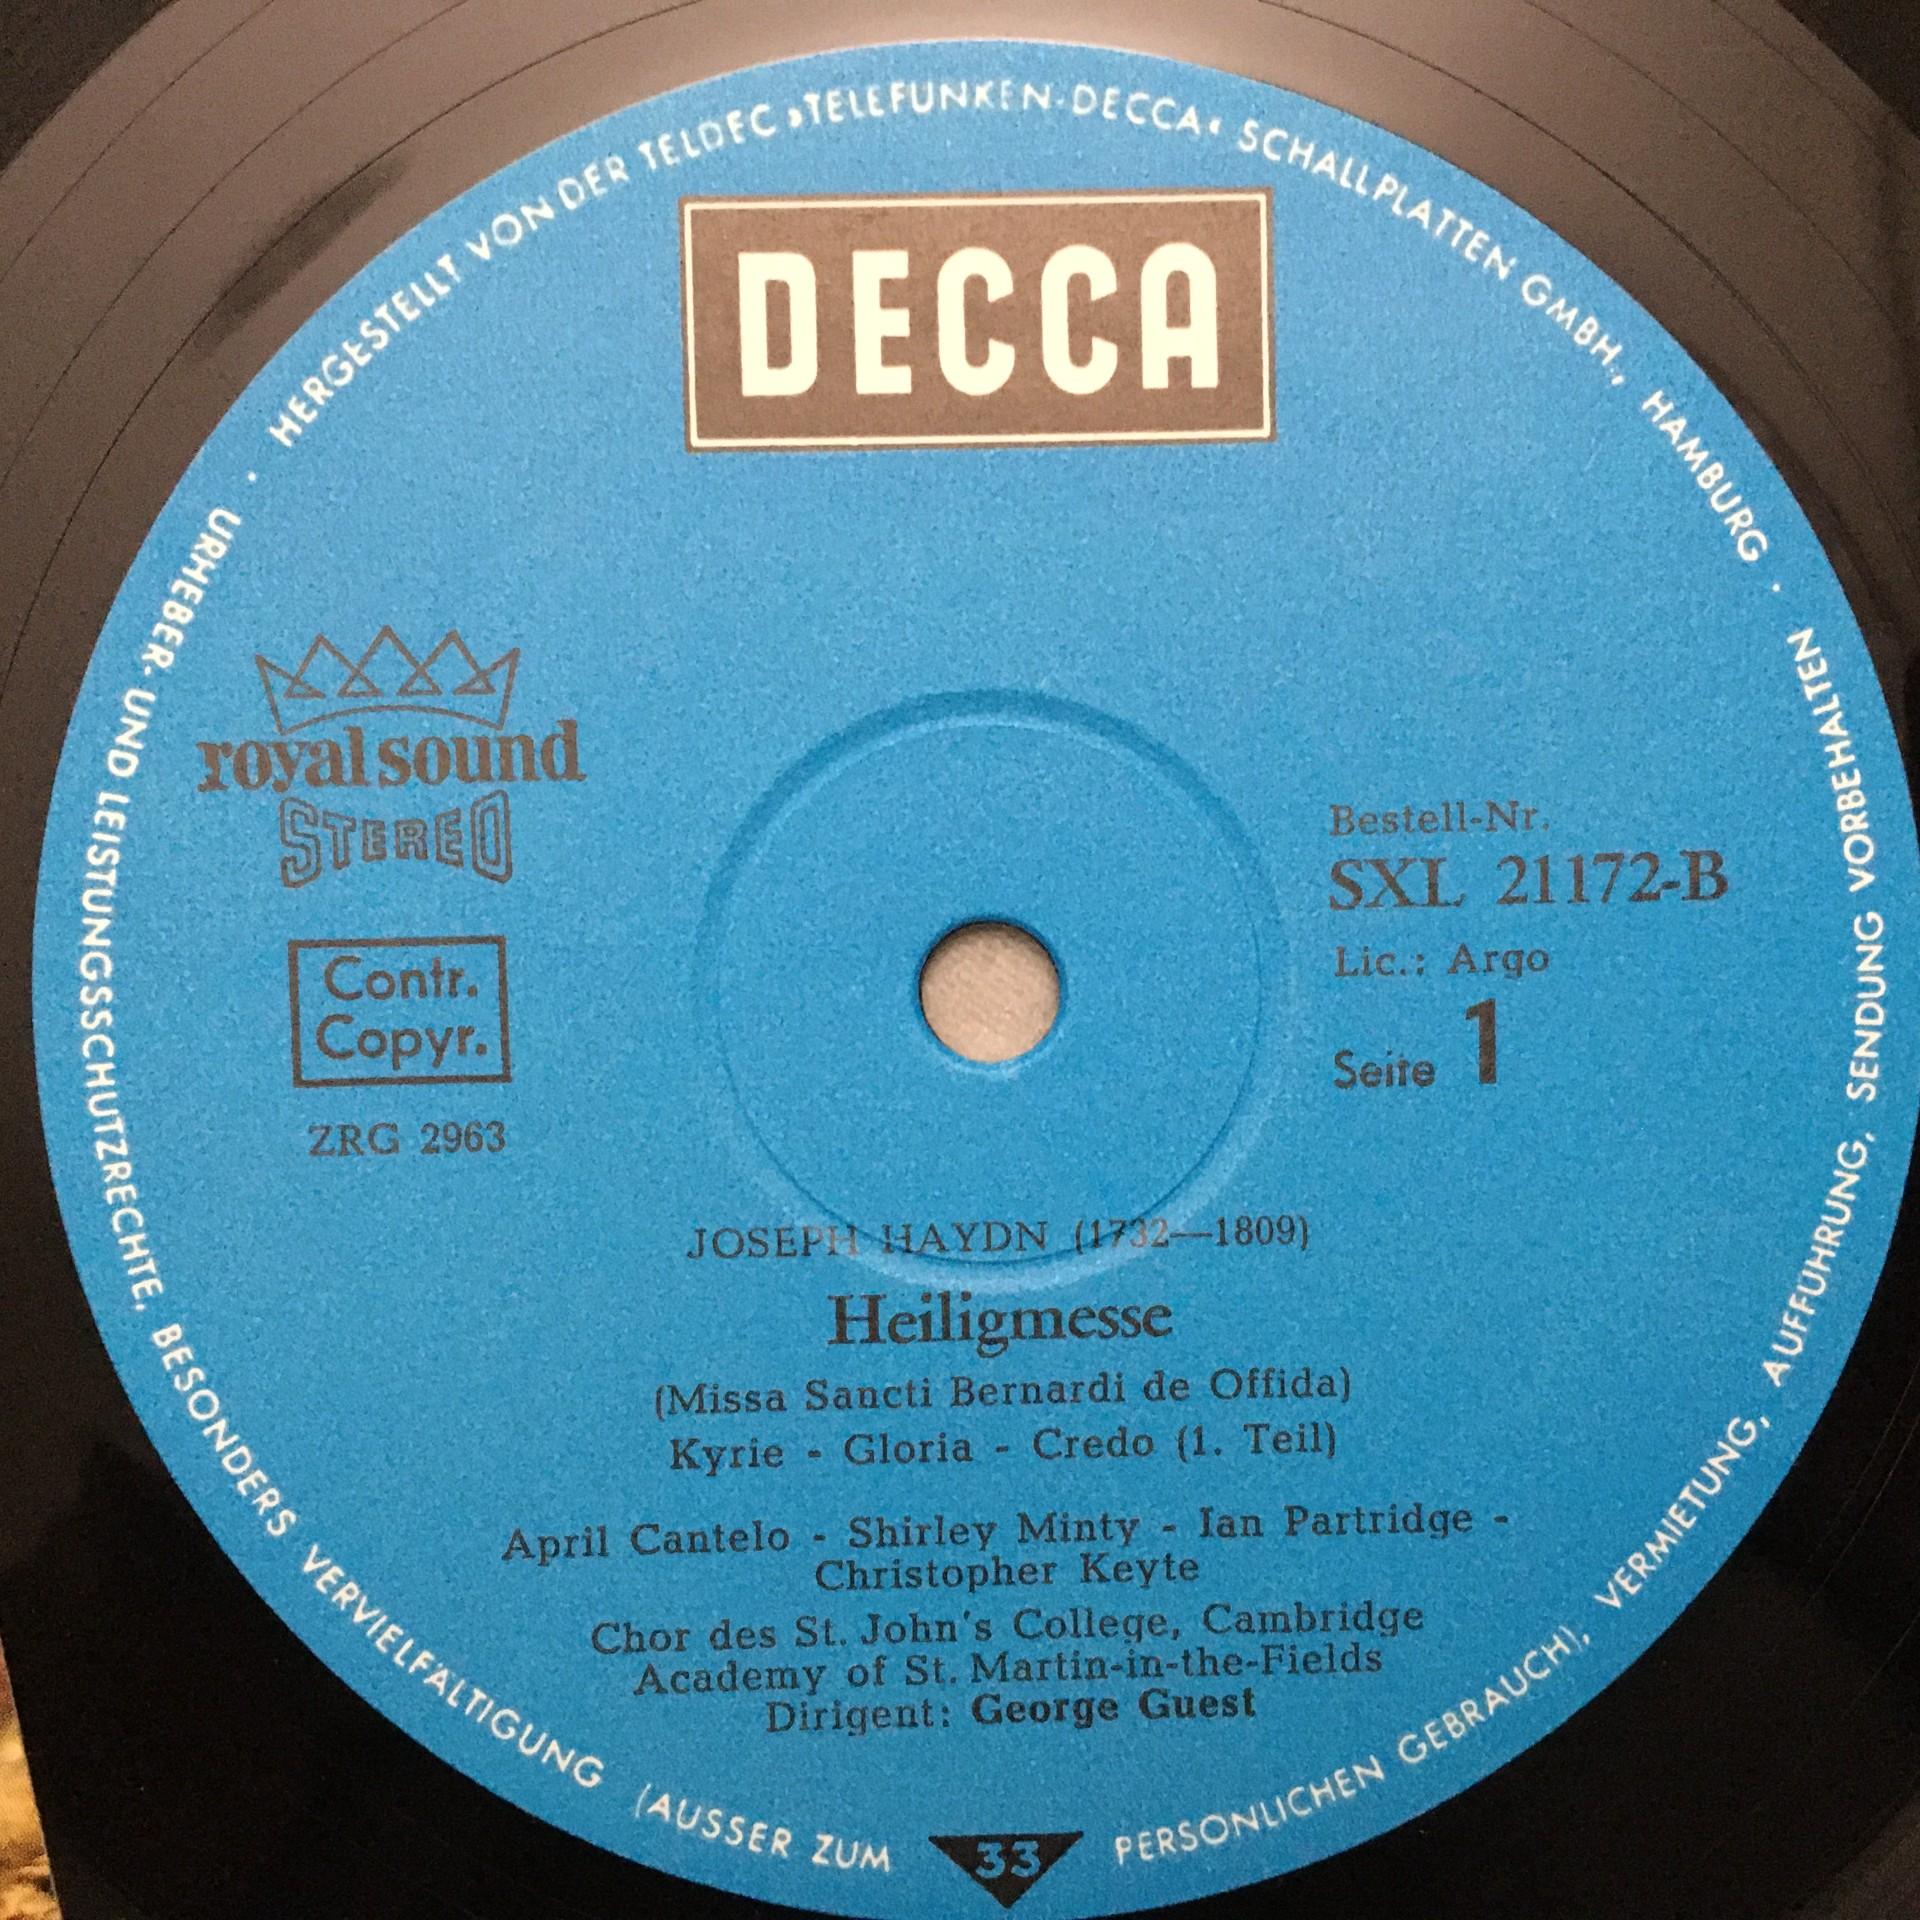 HERGESTELLT VON DER TELDEC »TELEFUNKEN-DECCA« SCHALLPLATTEN GMBH., HAMBURG ·
URHEBER- UND LEISTUNGSSCHUTZRECHTE, BESONDERS VERVIELFÄLTIGUNG (AUSSER ZUM PERSÖNLICHEN GEBRAUCH), VERMIETUNG, AUFFÜHRUNG, SENDUNG VORBEHALTEN ·
DECCA
royal sound
STEREO
Contr.
Copyr.
ZRG 2963
Bestell-Nr.
SXL 21172-B
Lic.: Argo
Seite 1
JOSEPH HAYDN (1732—1809)
Heiligmesse
(Missa Sancti Bernardi de Offida)
Kyrie - Gloria - Credo (1. Teil)
April Cantelo - Shirley Minty - Ian Partridge -
Christopher Keyte
Chor des St. John's College, Cambridge
Academy of St. Martin-in-the-Fields
Dirigent: George Guest
33